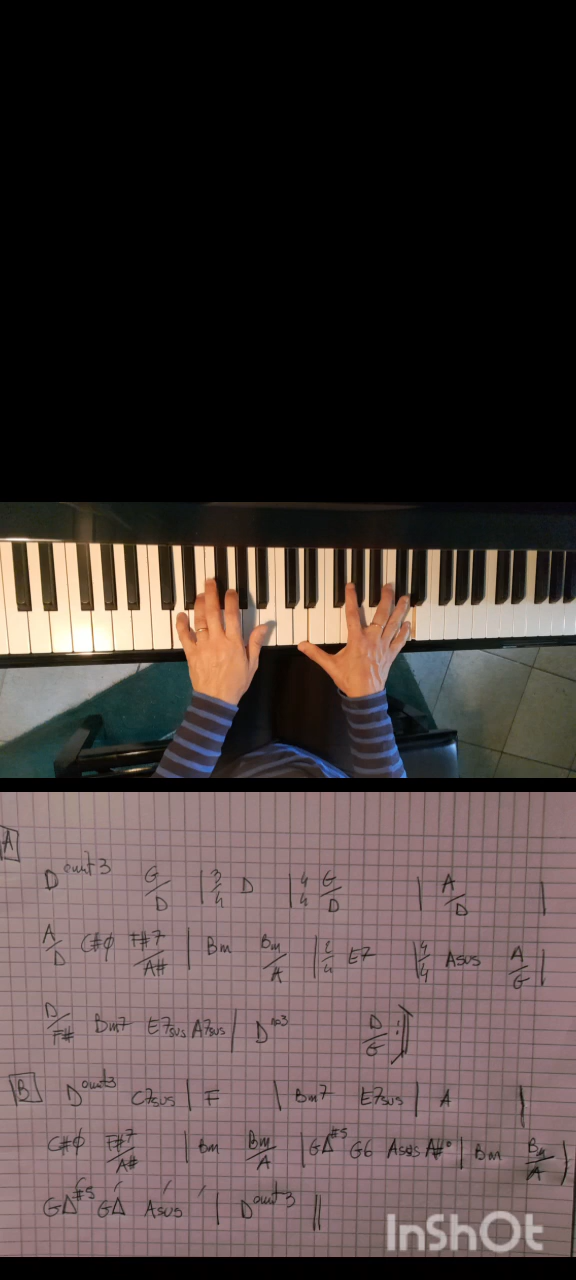 A
D omit3 G/D | 3/4 D | 4/4 G/D | A/D |
A/D C#ø F#7/A# | Bm Bm/A | 2/4 E7 | 4/4 Asus A/G |
D/F# Bm7 E7sus A7sus | D no3 D/G :||
B D omit3 C7sus | F | Bm7 E7sus | A |
C#ø F#7/A# | Bm Bm/A | GΔ#5 G6 Asus A#° | Bm Bm/A |
GΔ#5 GΔ Asus | D omit3 ||
InShOt